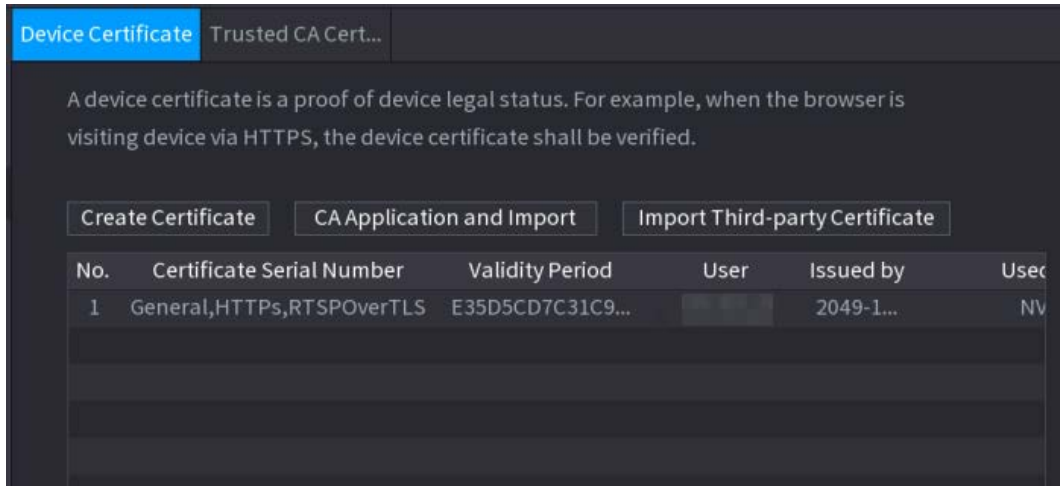 Device Certificate Trusted CA Cert...
A device certificate is a proof of device legal status. For example, when the browser is
visiting device via HTTPS, the device certificate shall be verified.
Create Certificate CA Application and Import Import Third-party Certificate
No. Certificate Serial Number Validity Period User Issued by
1 General,HTTPs,RTSPOverTLS E35D5CD7C31C9... 2049-1... NV